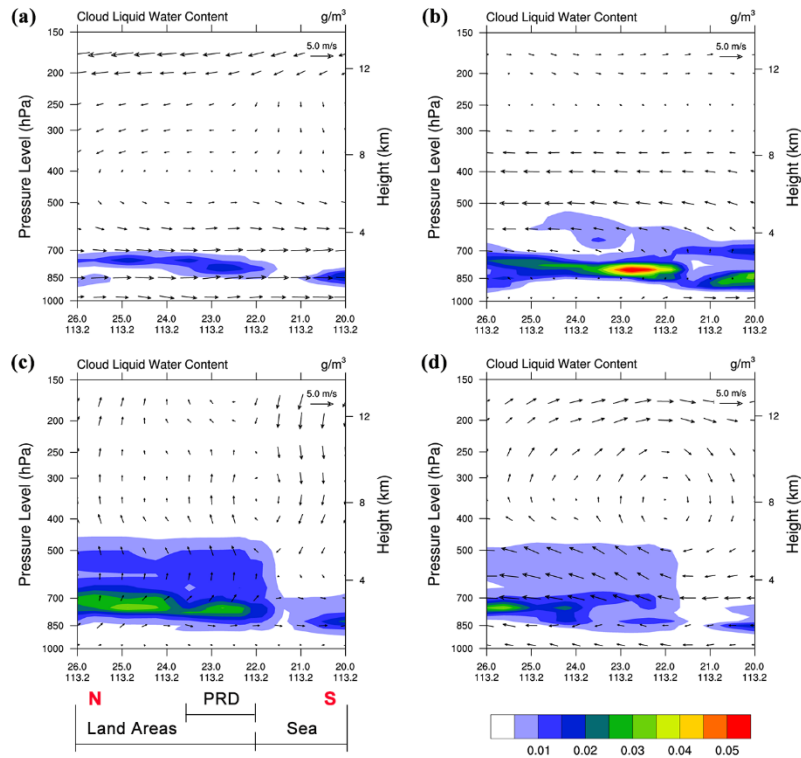 (a)
Cloud Liquid Water Content g/m³
5.0 m/s
Pressure Level (hPa)
150
200
250
300
400
500
700
850
1000
12
8
4
Height (km)
26.0 25.0 24.0 23.0 22.0 21.0 20.0
113.2 113.2 113.2 113.2 113.2 113.2 113.2
(b)
Cloud Liquid Water Content g/m³
5.0 m/s
Pressure Level (hPa)
150
200
250
300
400
500
700
850
1000
12
8
4
Height (km)
26.0 25.0 24.0 23.0 22.0 21.0 20.0
113.2 113.2 113.2 113.2 113.2 113.2 113.2
(c)
Cloud Liquid Water Content g/m³
5.0 m/s
Pressure Level (hPa)
150
200
250
300
400
500
700
850
1000
12
8
4
Height (km)
26.0 25.0 24.0 23.0 22.0 21.0 20.0
113.2 113.2 113.2 113.2 113.2 113.2 113.2
(d)
Cloud Liquid Water Content g/m³
5.0 m/s
Pressure Level (hPa)
150
200
250
300
400
500
700
850
1000
12
8
4
Height (km)
26.0 25.0 24.0 23.0 22.0 21.0 20.0
113.2 113.2 113.2 113.2 113.2 113.2 113.2
N PRD S
Land Areas Sea
0.01 0.02 0.03 0.04 0.05